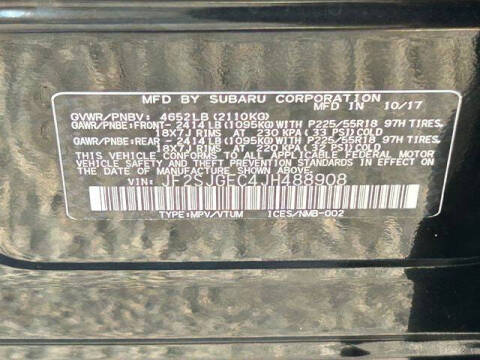 MFD. BY SUBARU CORPORATION 10/17
GVWR/PNBV: 4652LB(2110KG)
GAWR/PNBE:FRONT- 2414LB(1095KG) WITH P225/55R18 97H TIRES
18X7J RIMS AT 230 KPA(33 PSI)COLD
GAWR/PNBE:REAR - 2414LB(1095KG) WITH P225/55R18 97H TIRES
18X7J RIMS AT 220 KPA(32 PSI)COLD
THIS VEHICLE CONFORMS TO ALL APPLICABLE
FEDERAL MOTOR VEHICLE SAFETY, BUMPER, AND THEFT PREVENTION
STANDARDS IN EFFECT ON THE DATE OF MANUFACTURE SHOWN ABOVE.
VIN: JF2SJGEC4JH488908
TYPE:MPV/VTUM ICES/NMB-002